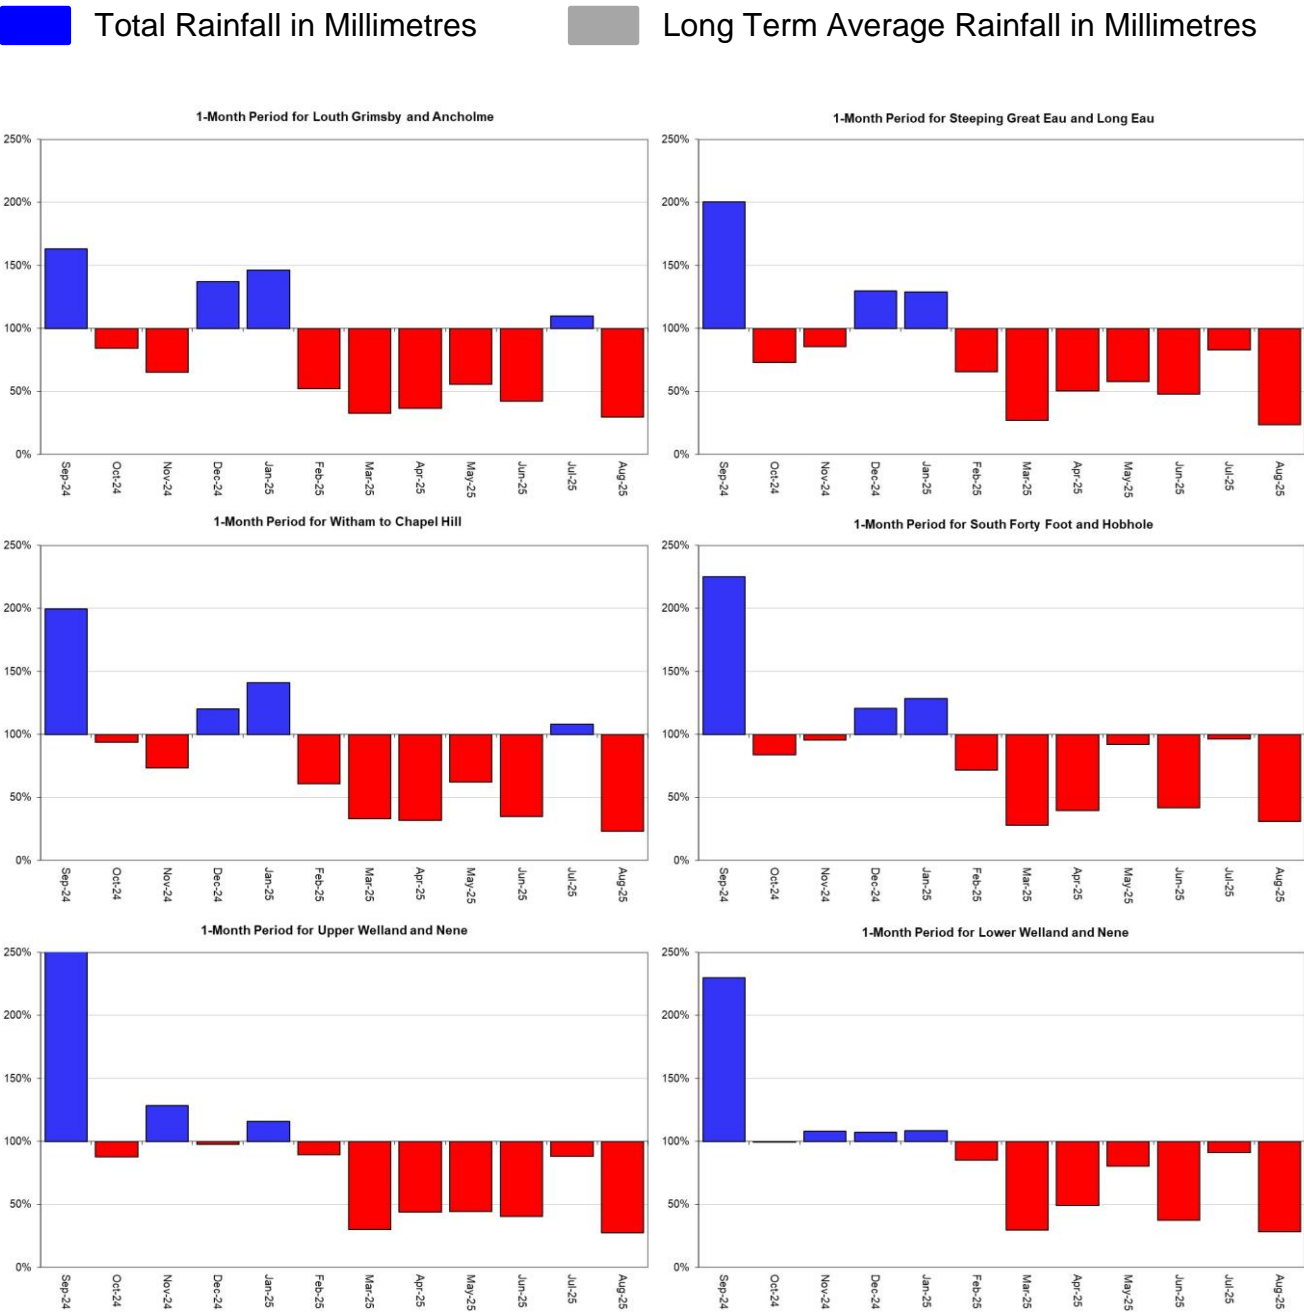 Total Rainfall in Millimetres
Long Term Average Rainfall in Millimetres
1-Month Period for Louth Grimsby and Ancholme
250%
200%
150%
100%
50%
0%
Sep-24 Oct-24 Nov-24 Dec-24 Jan-25 Feb-25 Mar-25 Apr-25 May-25 Jun-25 Jul-25 Aug-25
1-Month Period for Steeping Great Eau and Long Eau
250%
200%
150%
100%
50%
0%
Sep-24 Oct-24 Nov-24 Dec-24 Jan-25 Feb-25 Mar-25 Apr-25 May-25 Jun-25 Jul-25 Aug-25
1-Month Period for Witham to Chapel Hill
250%
200%
150%
100%
50%
0%
Sep-24 Oct-24 Nov-24 Dec-24 Jan-25 Feb-25 Mar-25 Apr-25 May-25 Jun-25 Jul-25 Aug-25
1-Month Period for South Forty Foot and Hobhole
250%
200%
150%
100%
50%
0%
Sep-24 Oct-24 Nov-24 Dec-24 Jan-25 Feb-25 Mar-25 Apr-25 May-25 Jun-25 Jul-25 Aug-25
1-Month Period for Upper Welland and Nene
250%
200%
150%
100%
50%
0%
Sep-24 Oct-24 Nov-24 Dec-24 Jan-25 Feb-25 Mar-25 Apr-25 May-25 Jun-25 Jul-25 Aug-25
1-Month Period for Lower Welland and Nene
250%
200%
150%
100%
50%
0%
Sep-24 Oct-24 Nov-24 Dec-24 Jan-25 Feb-25 Mar-25 Apr-25 May-25 Jun-25 Jul-25 Aug-25